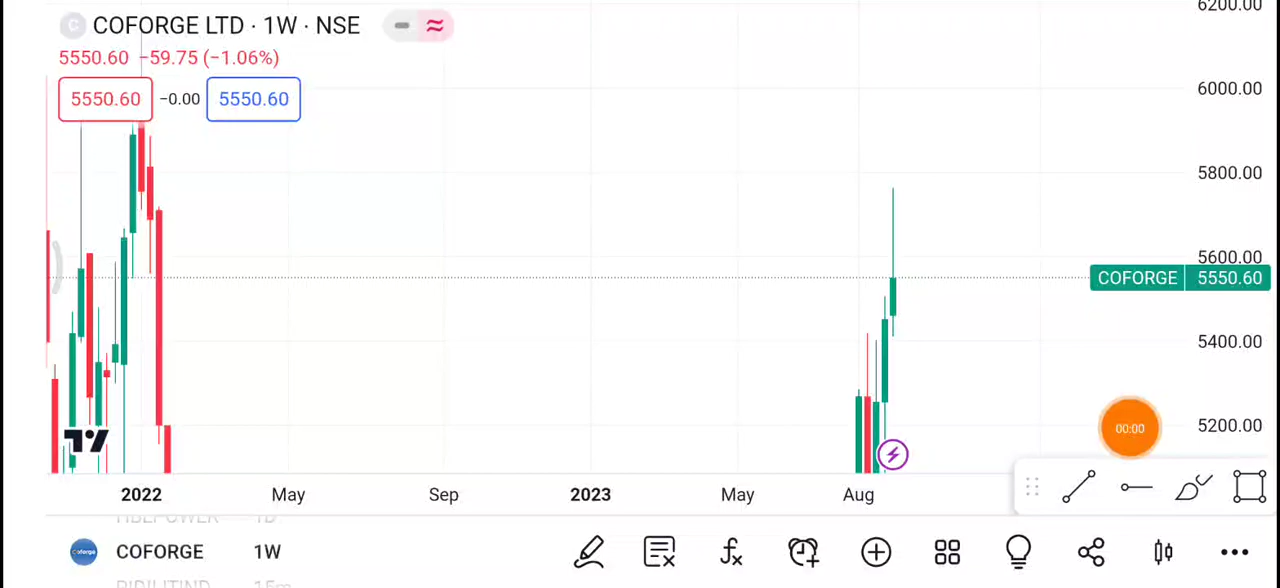 6200.00
COFORGE LTD · 1W · NSE
5550.60 −59.75 (−1.06%)
5550.60 −0.00 5550.60
6000.00
5800.00
5600.00
COFORGE 5550.60
5400.00
5200.00
00:00
2022 May Sep 2023 May Aug
COFORGE 1W